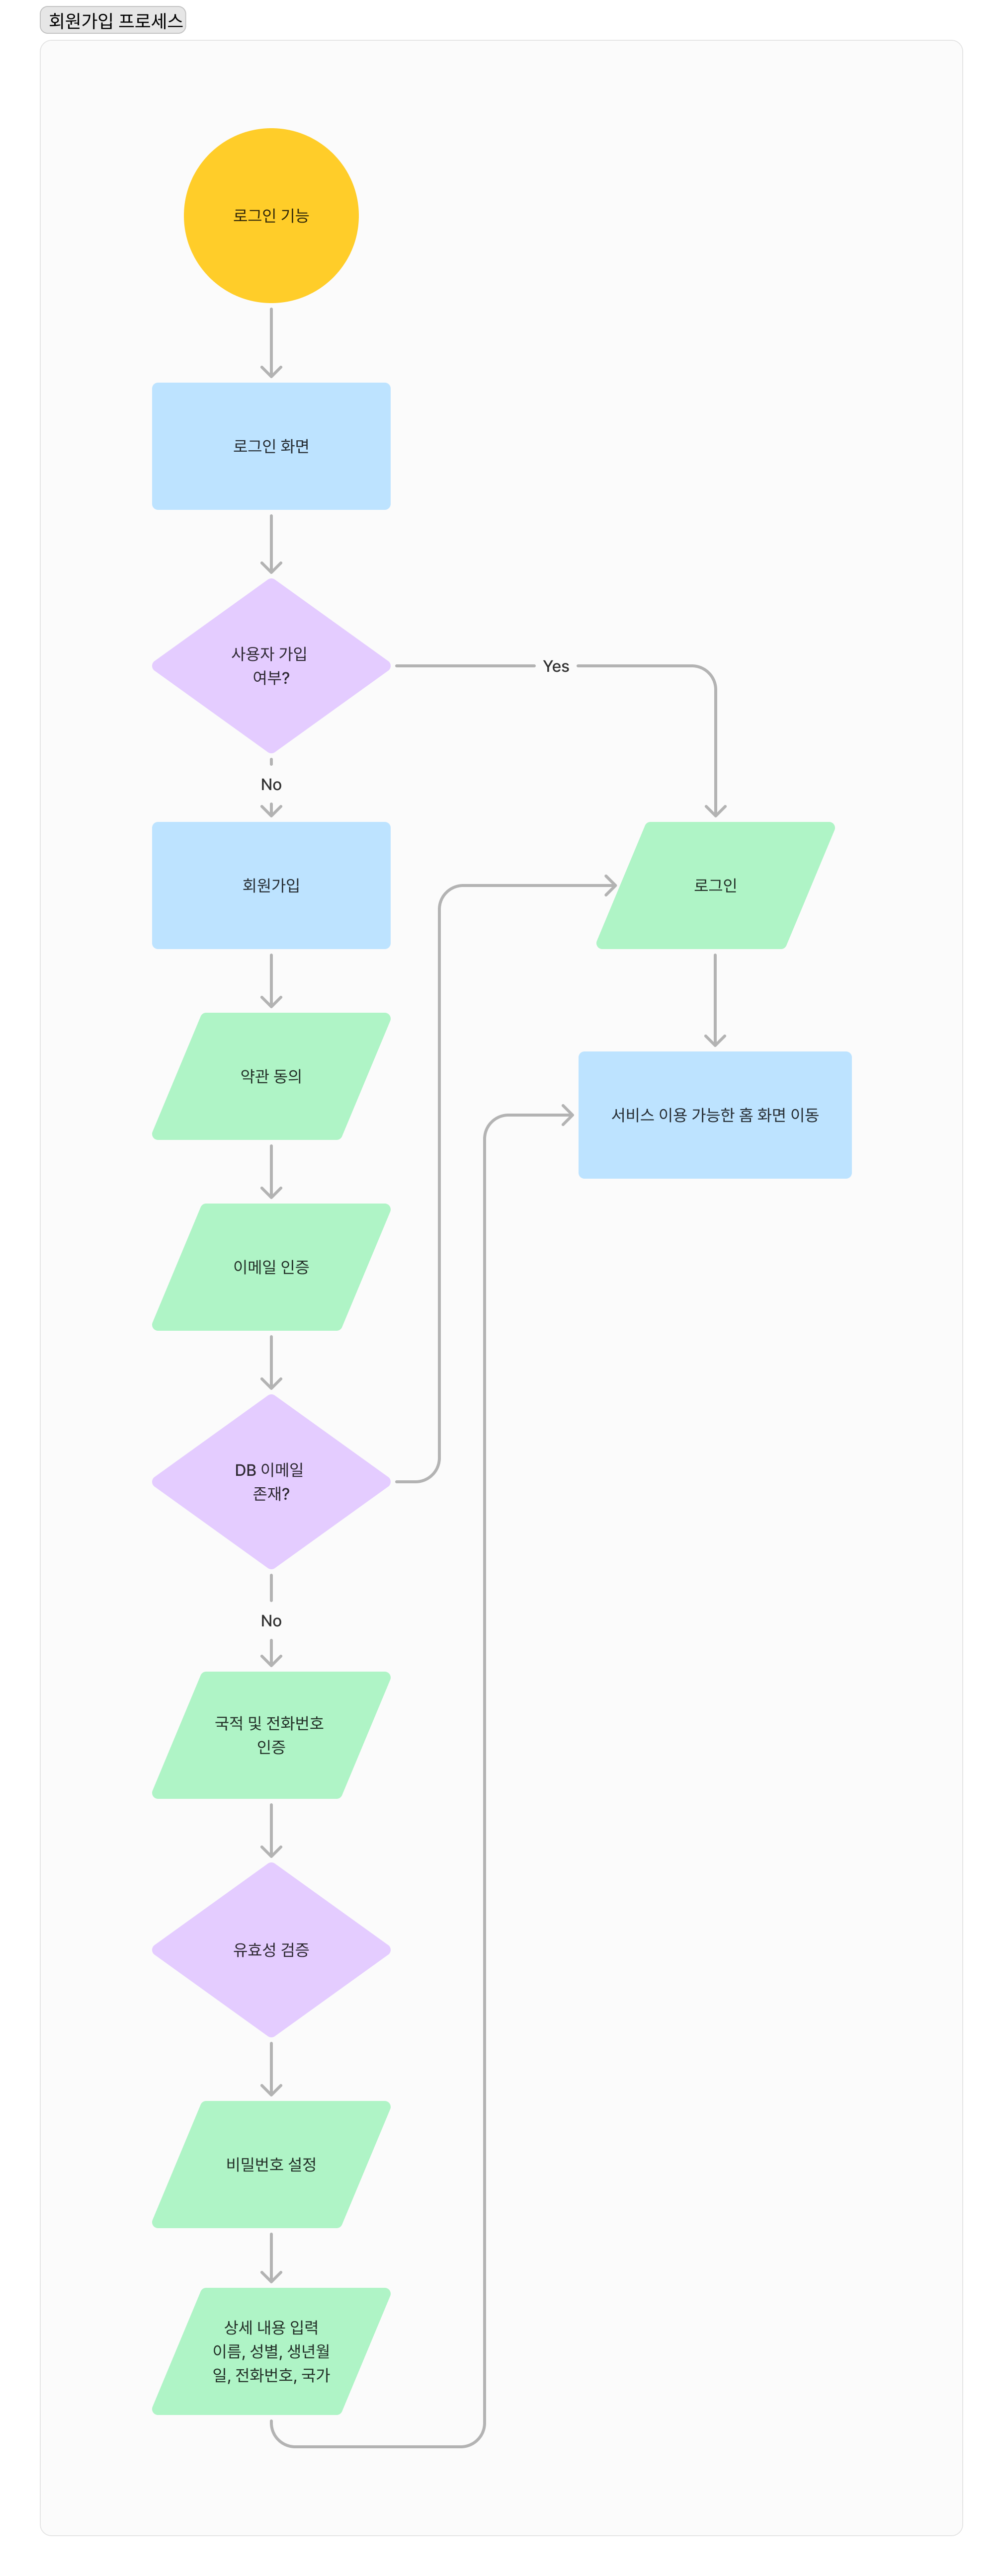 회원가입 프로세스
로그인 기능
로그인 화면
사용자 가입
여부?
Yes
No
회원가입
로그인
약관 동의
서비스 이용 가능한 홈 화면 이동
이메일 인증
DB 이메일
존재?
No
국적 및 전화번호
인증
유효성 검증
비밀번호 설정
상세 내용 입력
이름, 성별, 생년월
일, 전화번호, 국가